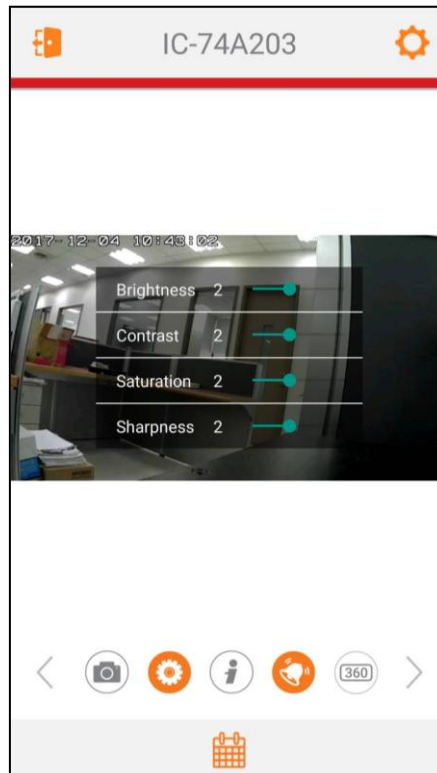 IC-74A203
2017-12-04 10:43:02
Brightness 2
Contrast 2
Saturation 2
Sharpness 2
360